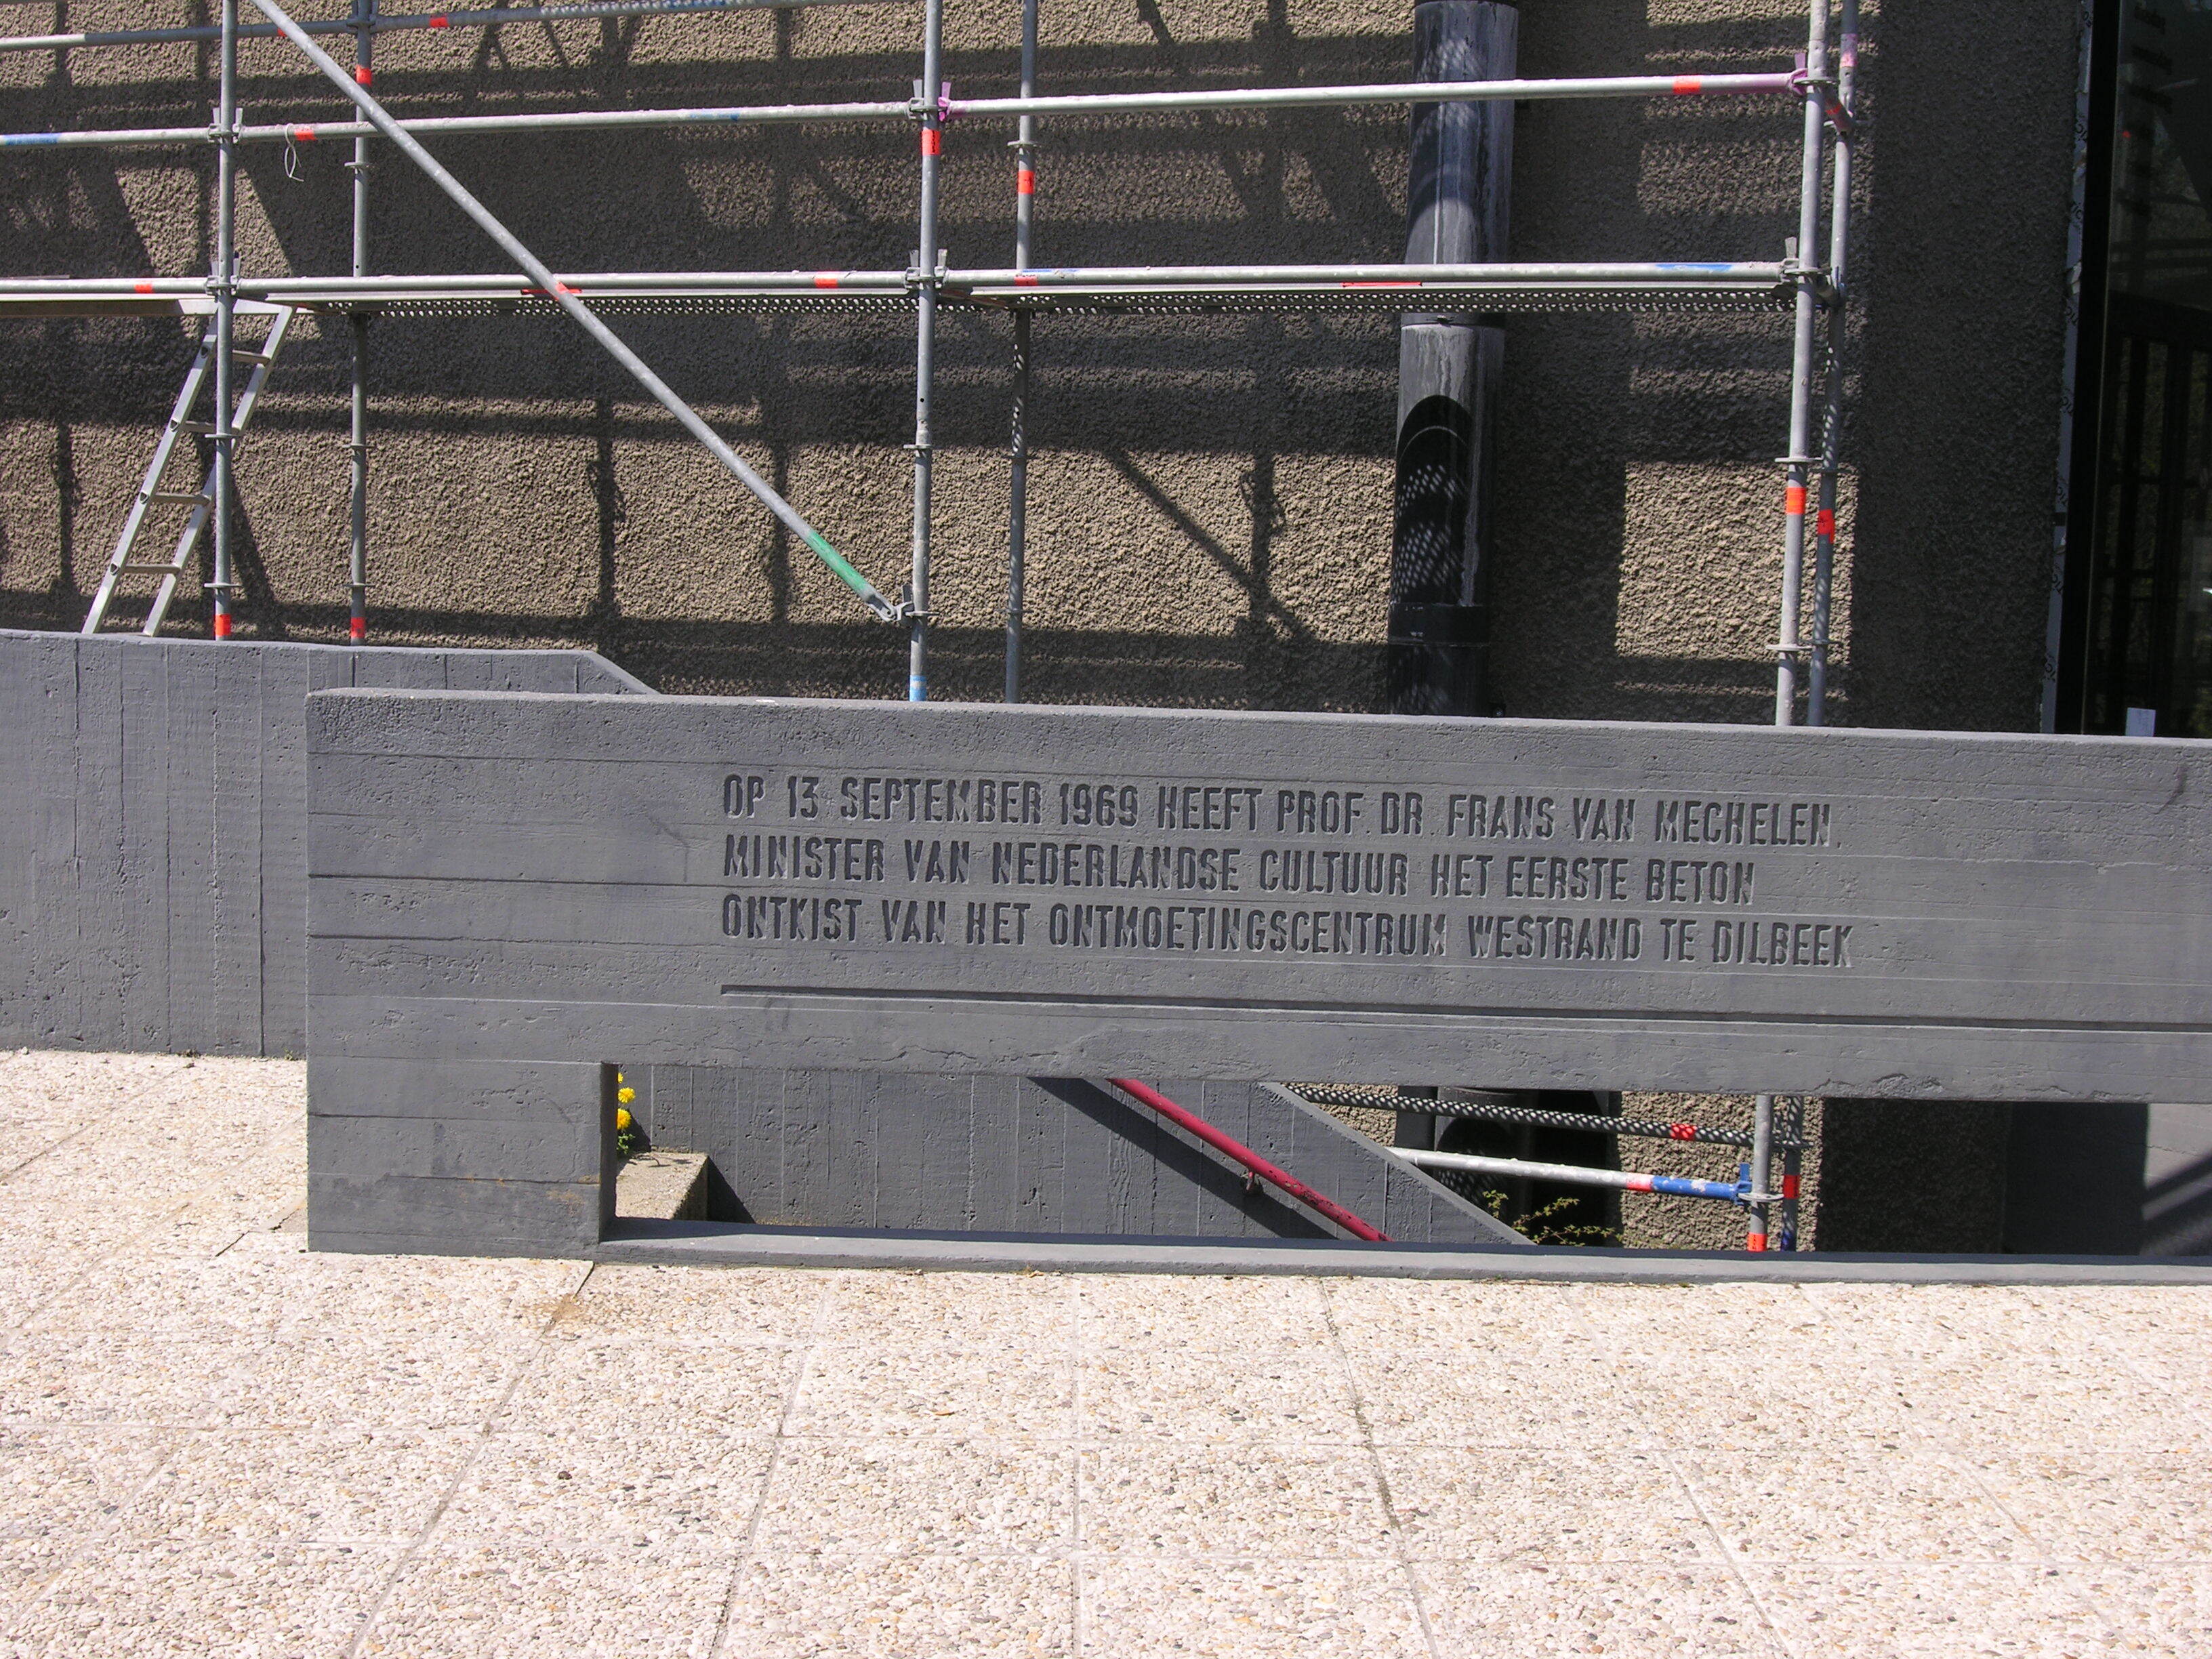 OP 13 SEPTEMBER 1969 HEEFT PROF. DR. FRANS VAN MECHELEN,
MINISTER VAN NEDERLANDSE CULTUUR HET EERSTE BETON
ONTKIST VAN HET ONTMOETINGSCENTRUM WESTRAND TE DILBEEK